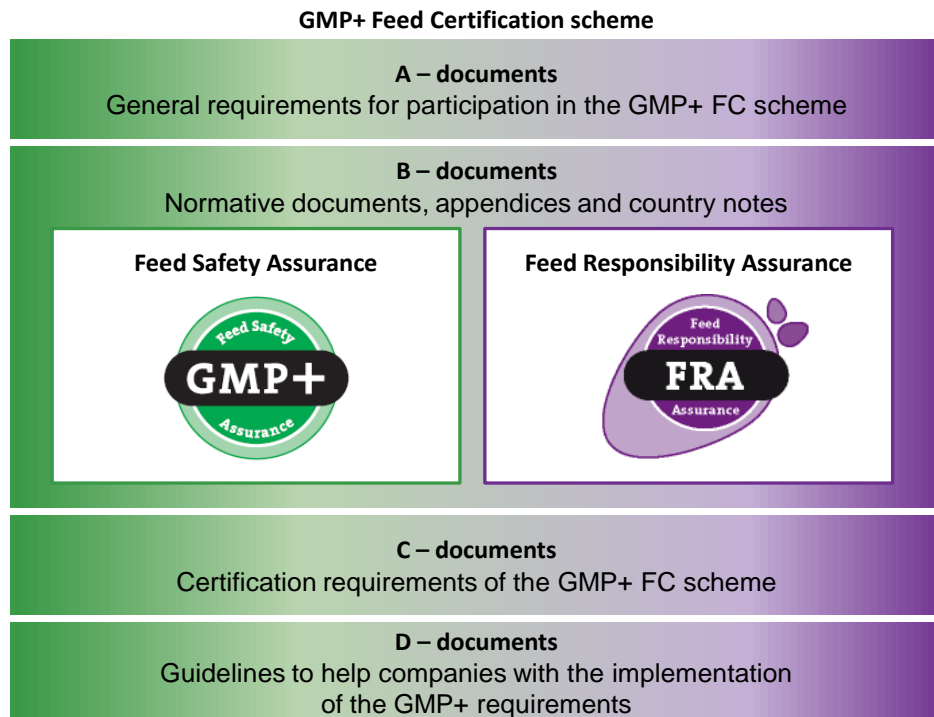 GMP+ Feed Certification scheme
A – documents
General requirements for participation in the GMP+ FC scheme
B – documents
Normative documents, appendices and country notes
Feed Safety Assurance
Feed Safety
GMP+
Assurance
Feed Responsibility Assurance
Feed
Responsibility
FRA
Assurance
C – documents
Certification requirements of the GMP+ FC scheme
D – documents
Guidelines to help companies with the implementation
of the GMP+ requirements